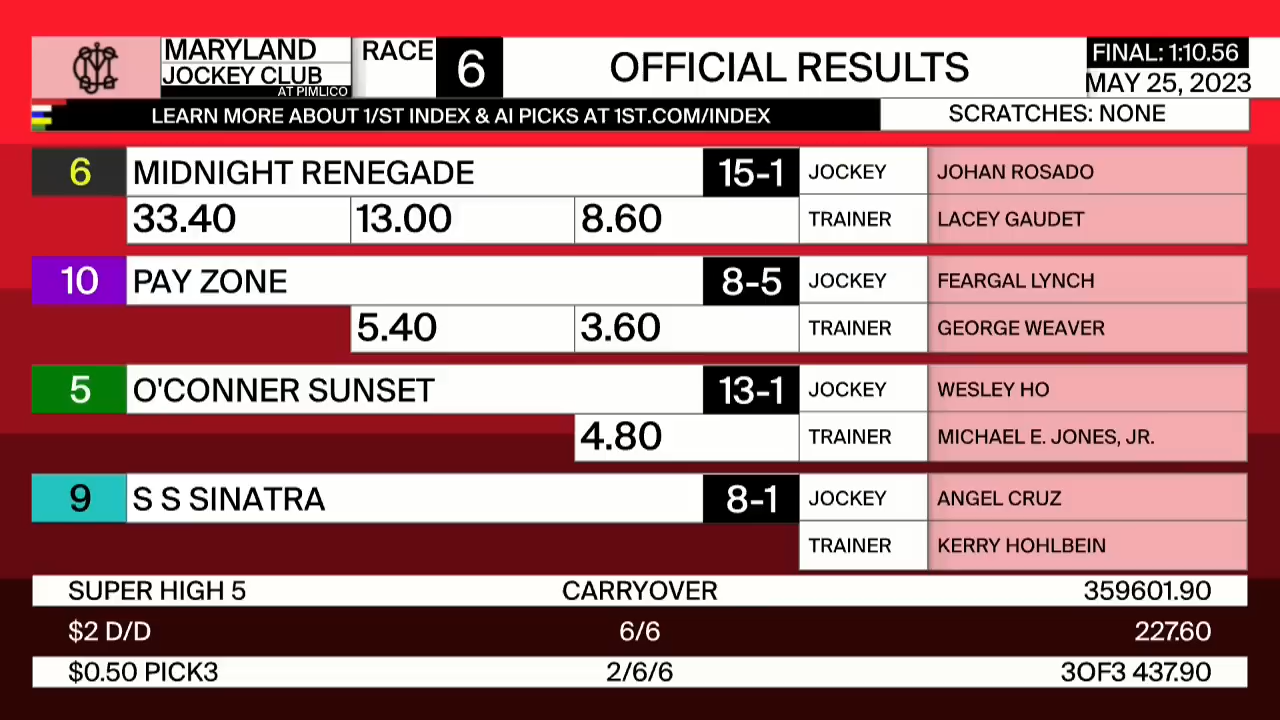 MARYLAND
JOCKEY CLUB
AT PIMLICO
RACE 6
OFFICIAL RESULTS
FINAL: 1:10.56
MAY 25, 2023
LEARN MORE ABOUT 1/ST INDEX & AI PICKS AT 1ST.COM/INDEX
SCRATCHES: NONE
6 MIDNIGHT RENEGADE 15-1 JOCKEY JOHAN ROSADO
33.40 13.00 8.60 TRAINER LACEY GAUDET
10 PAY ZONE 8-5 JOCKEY FEARGAL LYNCH
5.40 3.60 TRAINER GEORGE WEAVER
5 O'CONNER SUNSET 13-1 JOCKEY WESLEY HO
4.80 TRAINER MICHAEL E. JONES, JR.
9 S S SINATRA 8-1 JOCKEY ANGEL CRUZ
TRAINER KERRY HOHLBEIN
SUPER HIGH 5 CARRYOVER 359601.90
$2 D/D 6/6 227.60
$0.50 PICK3 2/6/6 3OF3 437.90